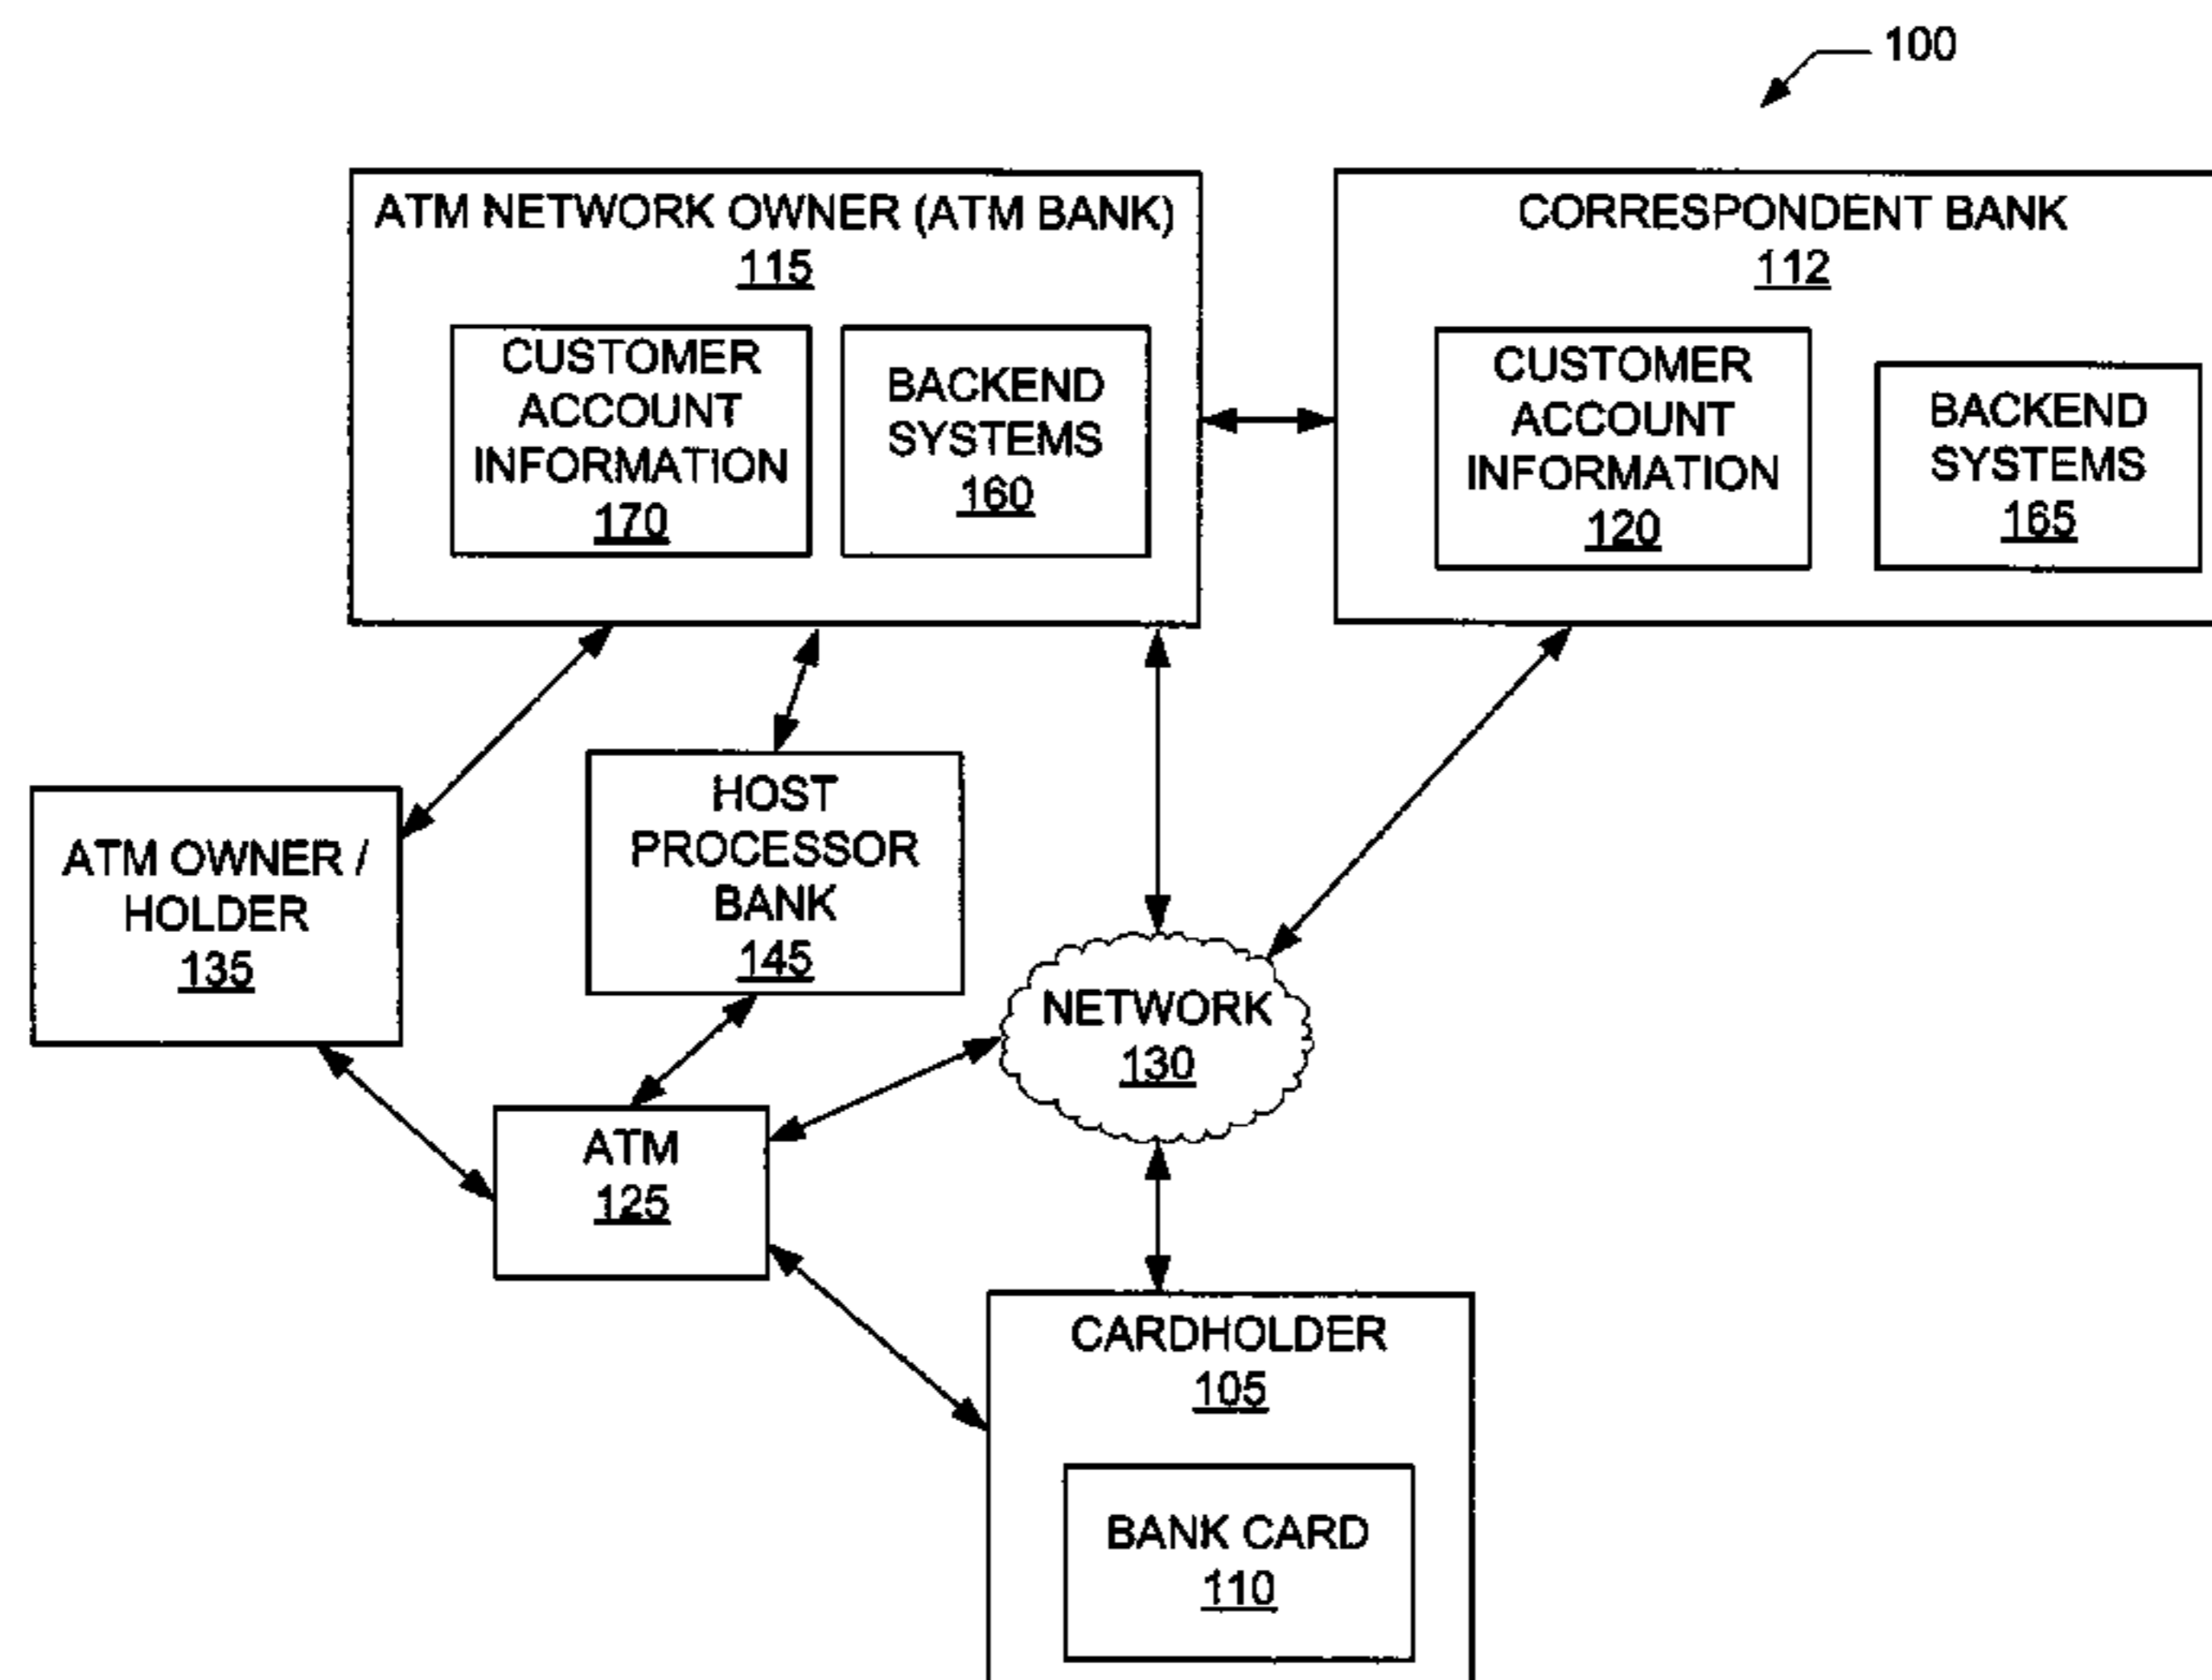 100
ATM NETWORK OWNER (ATM BANK)
115
CUSTOMER
ACCOUNT
INFORMATION
170
BACKEND
SYSTEMS
160
CORRESPONDENT BANK
112
CUSTOMER
ACCOUNT
INFORMATION
120
BACKEND
SYSTEMS
165
ATM OWNER /
HOLDER
135
HOST
PROCESSOR
BANK
145
NETWORK
130
ATM
125
CARDHOLDER
105
BANK CARD
110